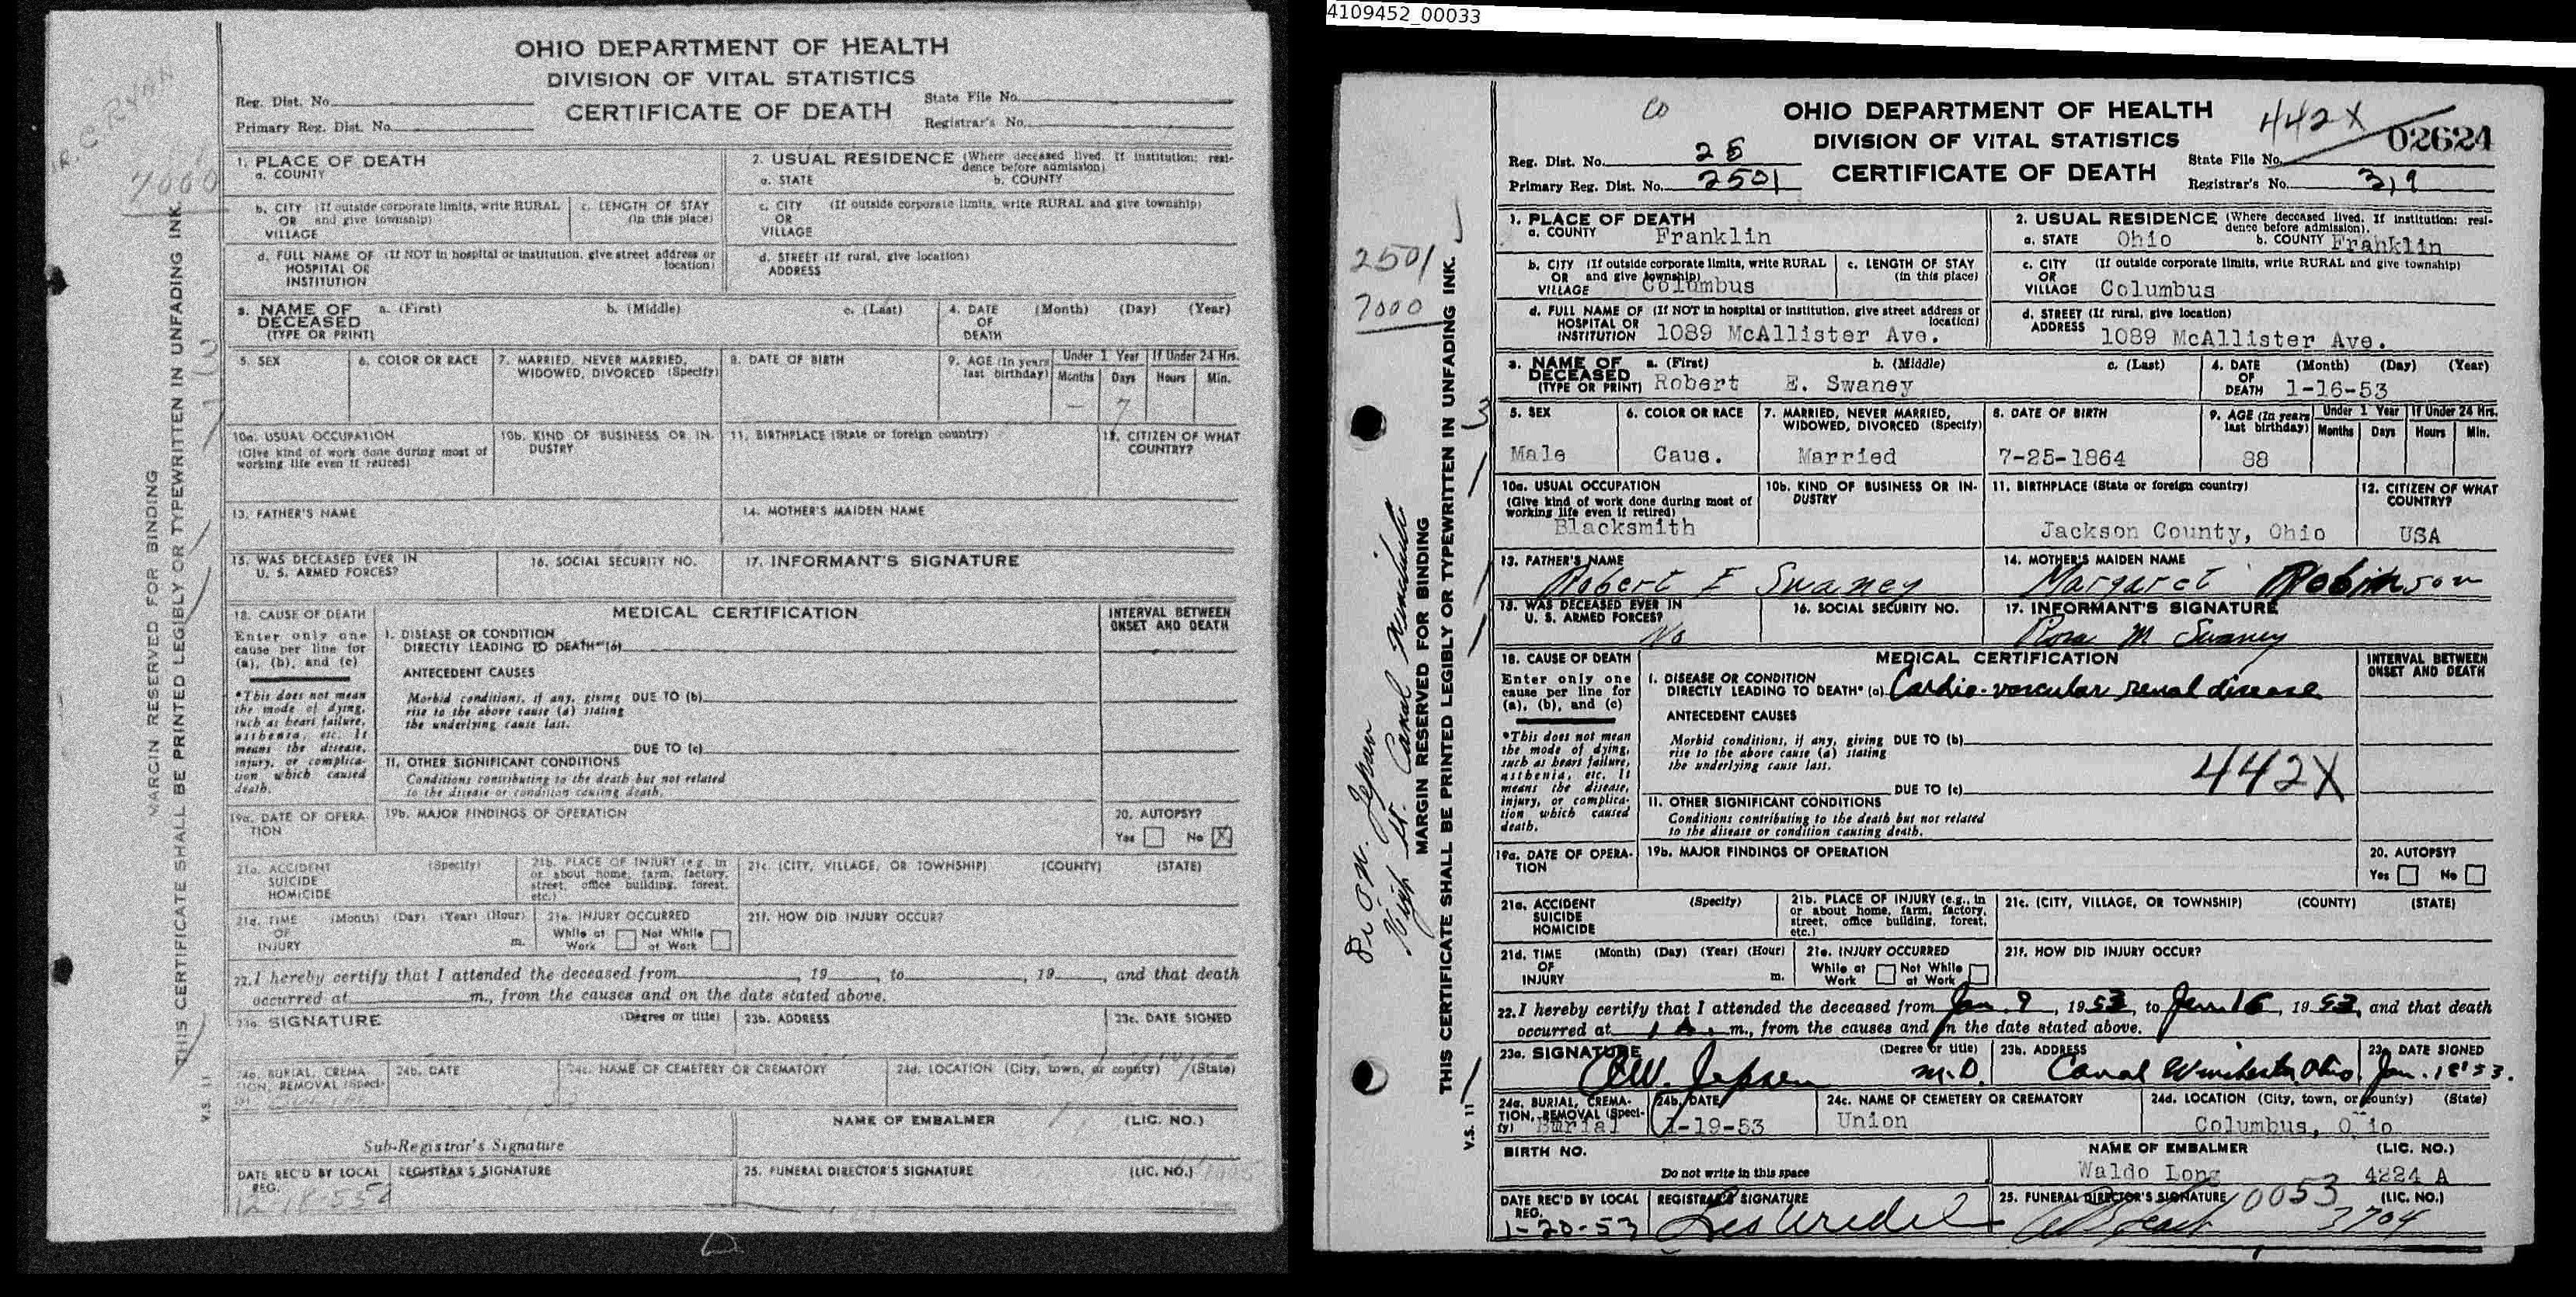 OHIO DEPARTMENT OF HEALTH
DIVISION OF VITAL STATISTICS
CERTIFICATE OF DEATH
Reg. Dist. No.
Primary Reg. Dist. No.
State File No.
Registrar's No.
R. C. RYAN
7000
1. PLACE OF DEATH
a. COUNTY
2. USUAL RESIDENCE (Where deceased lived. If institution: resi-
dence before admission).
a. STATE b. COUNTY
b. CITY (If outside corporate limits, write RURAL
OR and give township)
VILLAGE
c. LENGTH OF STAY
(in this place)
c. CITY (If outside corporate limits, write RURAL and give township)
OR
VILLAGE
d. FULL NAME OF (If NOT in hospital or institution, give street address or
HOSPITAL OR location)
INSTITUTION
d. STREET (If rural, give location)
ADDRESS
3. NAME OF a. (First) b. (Middle) c. (Last)
DECEASED
(TYPE OR PRINT)
4. DATE (Month) (Day) (Year)
OF
DEATH
5. SEX
6. COLOR OR RACE
7. MARRIED, NEVER MARRIED,
WIDOWED, DIVORCED (Specify)
8. DATE OF BIRTH
9. AGE (In years
last birthday)
Under 1 Year If Under 24 Hrs.
Months Days Hours Min.
— 7
10a. USUAL OCCUPATION
(Give kind of work done during most of
working life even if retired)
10b. KIND OF BUSINESS OR IN-
DUSTRY
11. BIRTHPLACE (State or foreign country)
12. CITIZEN OF WHAT
COUNTRY?
13. FATHER'S NAME
14. MOTHER'S MAIDEN NAME
15. WAS DECEASED EVER IN
U. S. ARMED FORCES?
16. SOCIAL SECURITY NO.
17. INFORMANT'S SIGNATURE
18. CAUSE OF DEATH
Enter only one
cause per line for
(a), (b), and (c)
*This does not mean
the mode of dying,
such as heart failure,
asthenia, etc. It
means the disease,
injury, or complica-
tion which caused
death.
MEDICAL CERTIFICATION
INTERVAL BETWEEN
ONSET AND DEATH
I. DISEASE OR CONDITION
DIRECTLY LEADING TO DEATH* (a)
ANTECEDENT CAUSES
Morbid conditions, if any, giving DUE TO (b)
rise to the above cause (a) stating
the underlying cause last.
DUE TO (c)
II. OTHER SIGNIFICANT CONDITIONS
Conditions contributing to the death but not related
to the disease or condition causing death.
19a. DATE OF OPERA-
TION
19b. MAJOR FINDINGS OF OPERATION
20. AUTOPSY?
Yes No X
21a. ACCIDENT (Specify)
SUICIDE
HOMICIDE
21b. PLACE OF INJURY (e.g., in
or about home, farm, factory,
street, office building, forest,
etc.)
21c. (CITY, VILLAGE, OR TOWNSHIP) (COUNTY) (STATE)
21d. TIME (Month) (Day) (Year) (Hour)
OF
INJURY m.
21e. INJURY OCCURRED
While at Not While
Work at Work
21f. HOW DID INJURY OCCUR?
22. I hereby certify that I attended the deceased from , 19 , to , 19 , and that death
occurred at m., from the causes and on the date stated above.
23a. SIGNATURE (Degree or title)
23b. ADDRESS
23c. DATE SIGNED
24a. BURIAL, CREMA-
TION, REMOVAL (Speci-
fy)
24b. DATE
24c. NAME OF CEMETERY OR CREMATORY
24d. LOCATION (City, town, or county) (State)
NAME OF EMBALMER (LIC. NO.)
Sub-Registrar's Signature
DATE REC'D BY LOCAL
REG.
REGISTRAR'S SIGNATURE
25. FUNERAL DIRECTOR'S SIGNATURE (LIC. NO.)
MARGIN RESERVED FOR BINDING
THIS CERTIFICATE SHALL BE PRINTED LEGIBLY OR TYPEWRITTEN IN UNFADING INK.
V.S. 11
4109452_00033
Co
OHIO DEPARTMENT OF HEALTH
DIVISION OF VITAL STATISTICS
CERTIFICATE OF DEATH
442X
02624
Reg. Dist. No. 25
Primary Reg. Dist. No. 2501
State File No.
Registrar's No. 319
2501
7000
1. PLACE OF DEATH
a. COUNTY Franklin
2. USUAL RESIDENCE (Where deceased lived. If institution: resi-
dence before admission).
a. STATE Ohio b. COUNTY Franklin
b. CITY (If outside corporate limits, write RURAL
OR and give township)
VILLAGE Columbus
c. LENGTH OF STAY
(in this place)
c. CITY (If outside corporate limits, write RURAL and give township)
OR
VILLAGE Columbus
d. FULL NAME OF (If NOT in hospital or institution, give street address or
HOSPITAL OR location)
INSTITUTION 1089 McAllister Ave.
d. STREET (If rural, give location)
ADDRESS 1089 McAllister Ave.
3. NAME OF a. (First) b. (Middle) c. (Last)
DECEASED
(TYPE OR PRINT) Robert E. Swaney
4. DATE (Month) (Day) (Year)
OF
DEATH 1-16-53
5. SEX
Male
6. COLOR OR RACE
Caus.
7. MARRIED, NEVER MARRIED,
WIDOWED, DIVORCED (Specify)
Married
8. DATE OF BIRTH
7-25-1864
9. AGE (In years
last birthday)
88
Under 1 Year If Under 24 Hrs.
Months Days Hours Min.
10a. USUAL OCCUPATION
(Give kind of work done during most of
working life even if retired)
Blacksmith
10b. KIND OF BUSINESS OR IN-
DUSTRY
11. BIRTHPLACE (State or foreign country)
Jackson County, Ohio
12. CITIZEN OF WHAT
COUNTRY?
USA
13. FATHER'S NAME
Robert E Swaney
14. MOTHER'S MAIDEN NAME
Margaret Robinson
15. WAS DECEASED EVER IN
U. S. ARMED FORCES?
No
16. SOCIAL SECURITY NO.
17. INFORMANT'S SIGNATURE
Rosa M Swaney
18. CAUSE OF DEATH
Enter only one
cause per line for
(a), (b), and (c)
*This does not mean
the mode of dying,
such as heart failure,
asthenia, etc. It
means the disease,
injury, or complica-
tion which caused
death.
MEDICAL CERTIFICATION
INTERVAL BETWEEN
ONSET AND DEATH
I. DISEASE OR CONDITION
DIRECTLY LEADING TO DEATH* (a) Cardio-vascular renal disease
ANTECEDENT CAUSES
Morbid conditions, if any, giving DUE TO (b)
rise to the above cause (a) stating
the underlying cause last.
442X
DUE TO (c)
II. OTHER SIGNIFICANT CONDITIONS
Conditions contributing to the death but not related
to the disease or condition causing death.
19a. DATE OF OPERA-
TION
19b. MAJOR FINDINGS OF OPERATION
20. AUTOPSY?
Yes No
21a. ACCIDENT (Specify)
SUICIDE
HOMICIDE
21b. PLACE OF INJURY (e.g., in
or about home, farm, factory,
street, office building, forest,
etc.)
21c. (CITY, VILLAGE, OR TOWNSHIP) (COUNTY) (STATE)
21d. TIME (Month) (Day) (Year) (Hour)
OF
INJURY m.
21e. INJURY OCCURRED
While at Not While
Work at Work
21f. HOW DID INJURY OCCUR?
22. I hereby certify that I attended the deceased from Jan. 9, 1953, to Jan 16, 1953, and that death
occurred at 1 A. m., from the causes and on the date stated above.
23a. SIGNATURE (Degree or title)
O.W. Jepsen M.D.
23b. ADDRESS
Canal Winchester Ohio
23c. DATE SIGNED
Jan. 18 '53.
24a. BURIAL, CREMA-
TION, REMOVAL (Speci-
fy) Burial
24b. DATE
1-19-53
24c. NAME OF CEMETERY OR CREMATORY
Union
24d. LOCATION (City, town, or county) (State)
Columbus, O io
BIRTH NO.
Do not write in this space
NAME OF EMBALMER (LIC. NO.)
Waldo Long 4224 A
DATE REC'D BY LOCAL
REG.
1-20-53
REGISTRAR'S SIGNATURE
25. FUNERAL DIRECTOR'S SIGNATURE (LIC. NO.)
0053
3704
Canal Winchester
MARGIN RESERVED FOR BINDING
THIS CERTIFICATE SHALL BE PRINTED LEGIBLY OR TYPEWRITTEN IN UNFADING INK.
V.S. 11